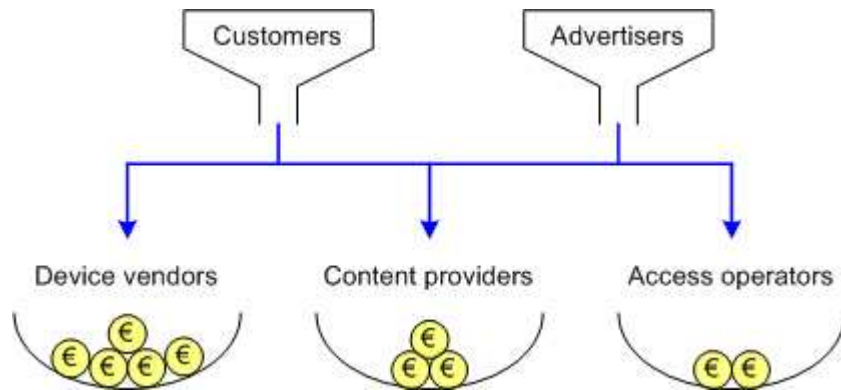 Customers
Advertisers
Device vendors
Content providers
Access operators
€
€ € € €
€
€ €
€ €